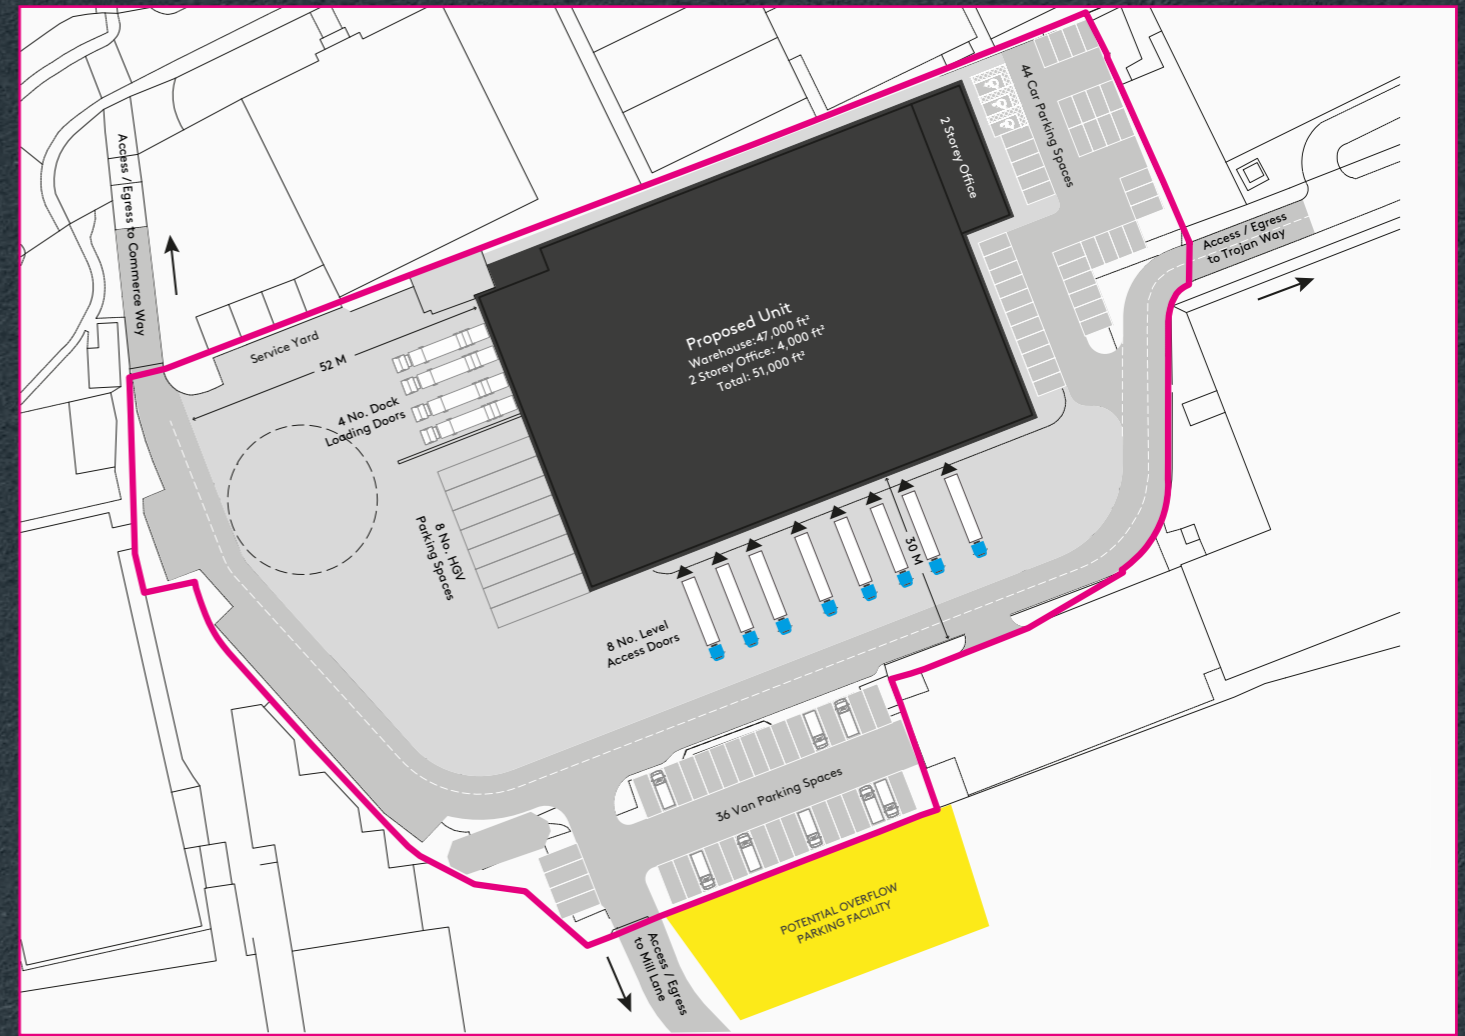 44 Car Parking Spaces
2 Storey Office
Access / Egress to Commerce Way
Access / Egress
to Trojan Way
Service Yard
52 M
Proposed Unit
Warehouse:47,000 ft²
2 Storey Office: 4,000 ft²
Total: 51,000 ft²
4 No. Dock
Loading Doors
8 No. HGV
Parking Spaces
30 M
8 No. Level
Access Doors
36 Van Parking Spaces
POTENTIAL OVERFLOW
PARKING FACILITY
Access / Egress
to Mill Lane